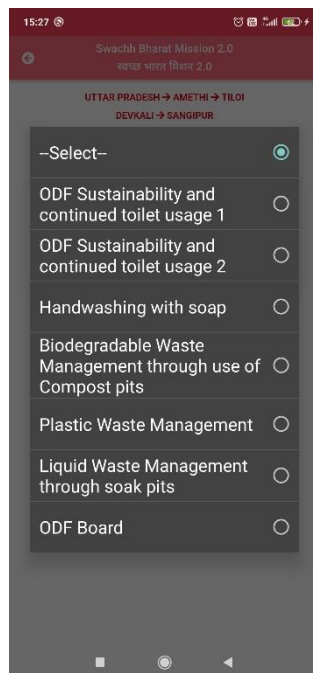 15:27
Swachh Bharat Mission 2.0
स्वच्छ भारत मिशन 2.0
UTTAR PRADESH → AMETHI → TILOI
DEVKALI → SANGIPUR
--Select--
ODF Sustainability and
continued toilet usage 1
ODF Sustainability and
continued toilet usage 2
Handwashing with soap
Biodegradable Waste
Management through use of
Compost pits
Plastic Waste Management
Liquid Waste Management
through soak pits
ODF Board